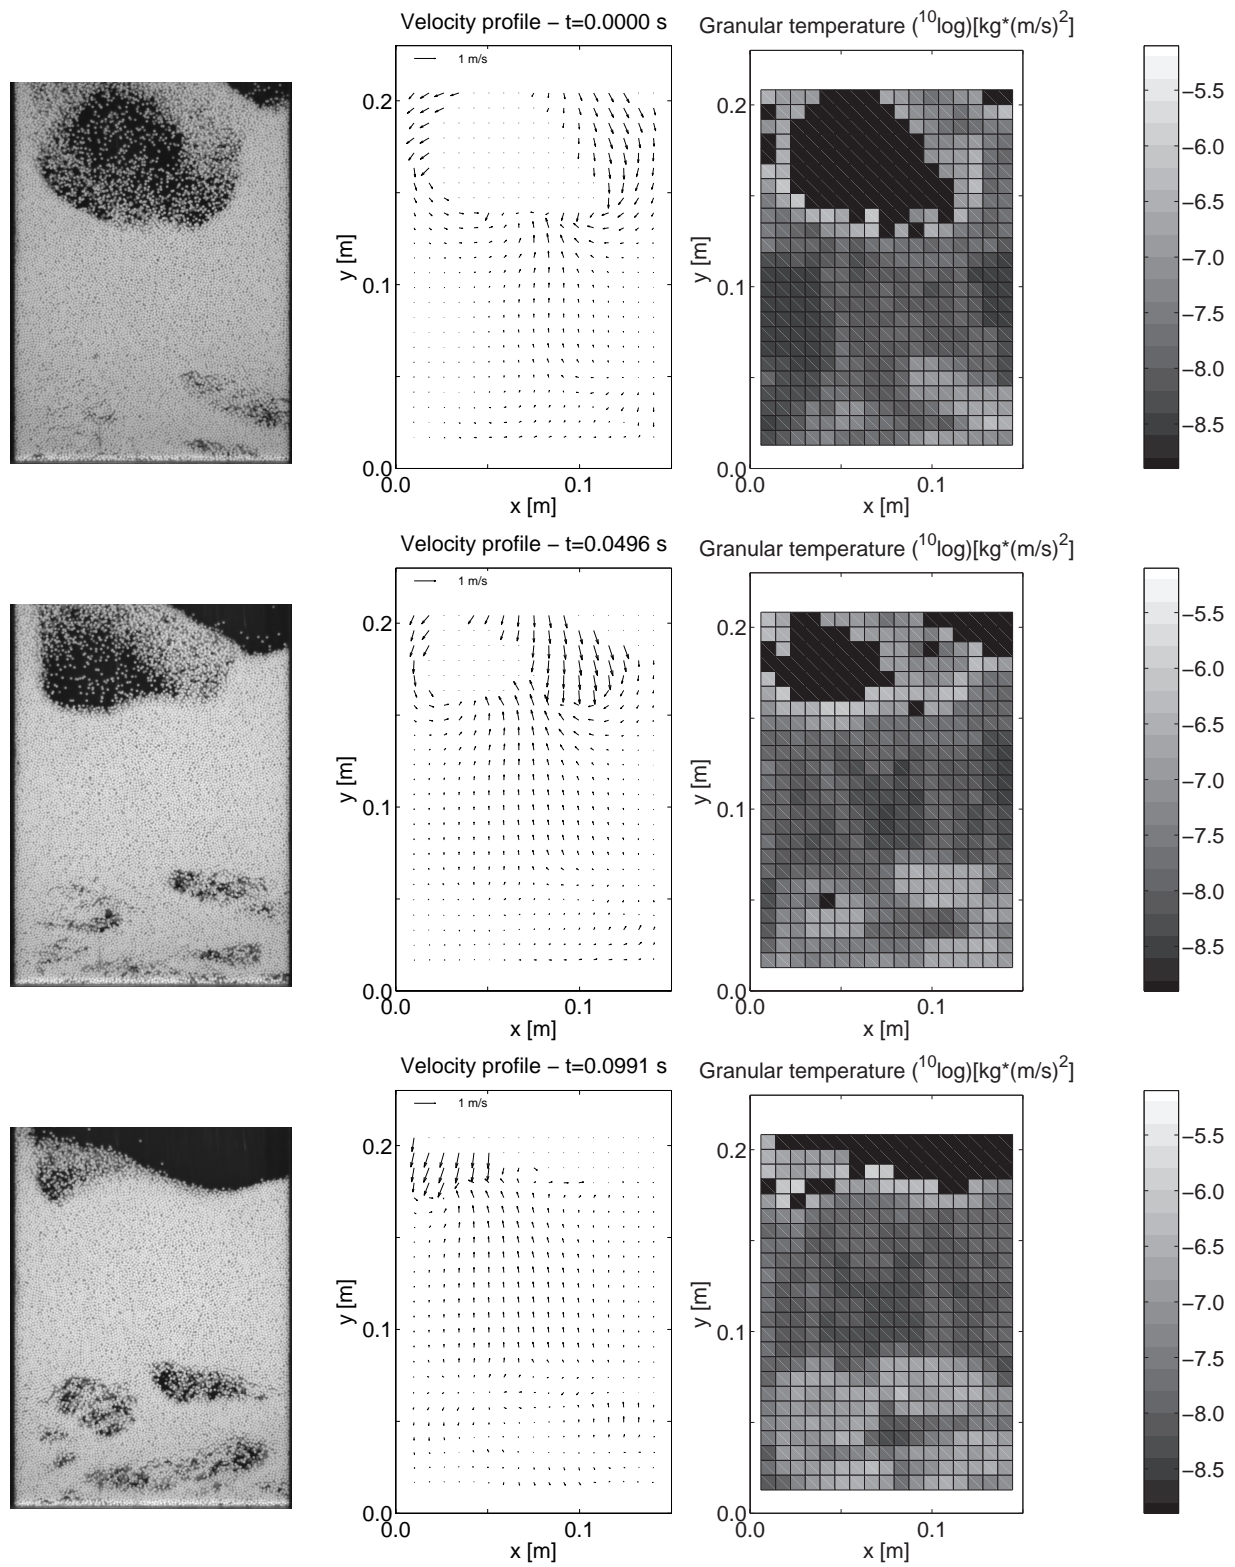 Velocity profile – t=0.0000 s
1 m/s
0.2
0.1
0.0
0.0
0.1
y [m]
x [m]
Granular temperature (10log)[kg*(m/s)2]
0.2
0.1
0.0
0.0
0.1
y [m]
x [m]
−5.5
−6.0
−6.5
−7.0
−7.5
−8.0
−8.5
Velocity profile – t=0.0496 s
1 m/s
0.2
0.1
0.0
0.0
0.1
y [m]
x [m]
Granular temperature (10log)[kg*(m/s)2]
0.2
0.1
0.0
0.0
0.1
y [m]
x [m]
−5.5
−6.0
−6.5
−7.0
−7.5
−8.0
−8.5
Velocity profile – t=0.0991 s
1 m/s
0.2
0.1
0.0
0.0
0.1
y [m]
x [m]
Granular temperature (10log)[kg*(m/s)2]
0.2
0.1
0.0
0.0
0.1
y [m]
x [m]
−5.5
−6.0
−6.5
−7.0
−7.5
−8.0
−8.5